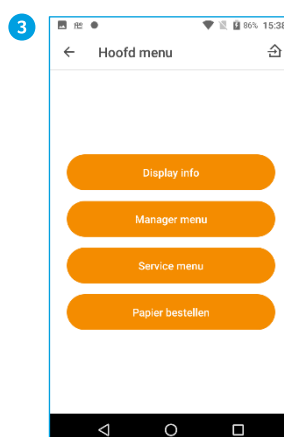 3
86% 15:38
Hoofd menu
Display info
Manager menu
Service menu
Papier bestellen